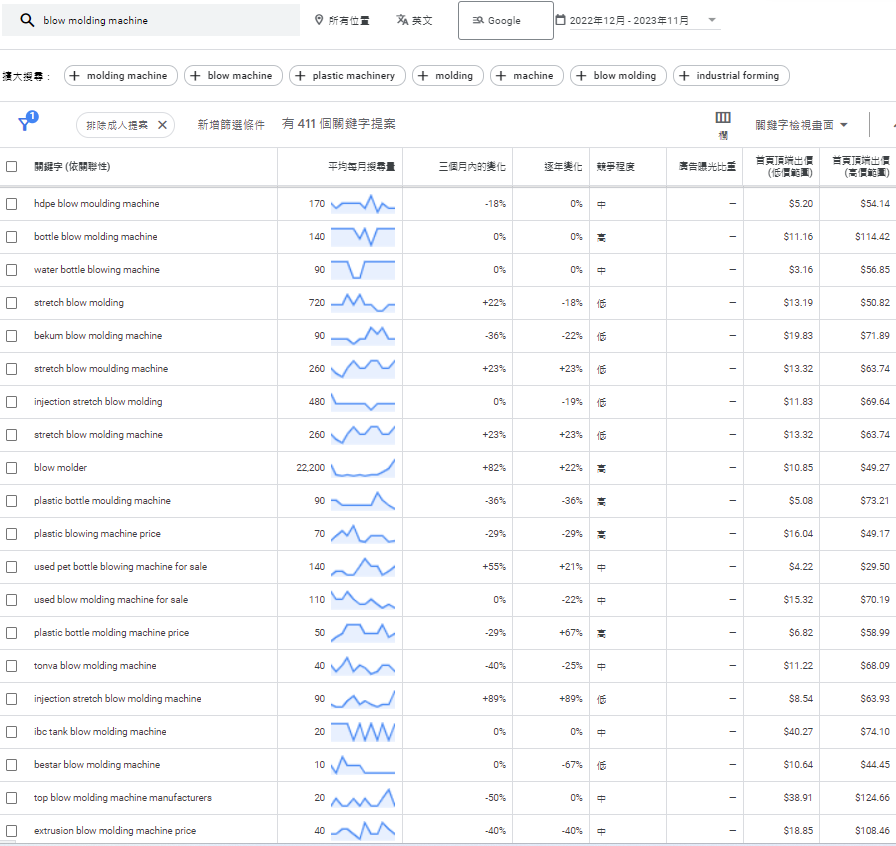 blow molding machine 所有位置 英文 Google 2022年12月 - 2023年11月
擴大搜尋： molding machine blow machine plastic machinery molding machine blow molding industrial forming
1 排除成人提案 新增篩選條件 有 411 個關鍵字提案 欄 關鍵字檢視畫面
關鍵字 (依關聯性) 平均每月搜尋量 三個月內的變化 逐年變化 競爭程度 廣告曝光比重 首頁頂端出價 (低價範圍) 首頁頂端出價 (高價範圍)
hdpe blow moulding machine 170 -18% 0% 中 – $5.20 $54.14
bottle blow molding machine 140 0% 0% 高 – $11.16 $114.42
water bottle blowing machine 90 0% 0% 中 – $3.16 $56.85
stretch blow molding 720 +22% -18% 低 – $13.19 $50.82
bekum blow molding machine 90 -36% -22% 低 – $19.83 $71.89
stretch blow moulding machine 260 +23% +23% 低 – $13.32 $63.74
injection stretch blow molding 480 0% -19% 低 – $11.83 $69.64
stretch blow molding machine 260 +23% +23% 低 – $13.32 $63.74
blow molder 22,200 +82% +22% 高 – $10.85 $49.27
plastic bottle moulding machine 90 -36% -36% 高 – $5.08 $73.21
plastic blowing machine price 70 -29% -29% 高 – $16.04 $49.17
used pet bottle blowing machine for sale 140 +55% +21% 中 – $4.22 $29.50
used blow molding machine for sale 110 0% -22% 中 – $15.32 $70.19
plastic bottle molding machine price 50 -29% +67% 高 – $6.82 $58.99
tonva blow molding machine 40 -40% -25% 中 – $11.22 $68.09
injection stretch blow molding machine 90 +89% +89% 低 – $8.54 $63.93
ibc tank blow molding machine 20 0% 0% 中 – $40.27 $74.10
bestar blow molding machine 10 0% -67% 低 – $10.64 $44.45
top blow molding machine manufacturers 20 -50% 0% 中 – $38.91 $124.66
extrusion blow molding machine price 40 -40% -40% 中 – $18.85 $108.46